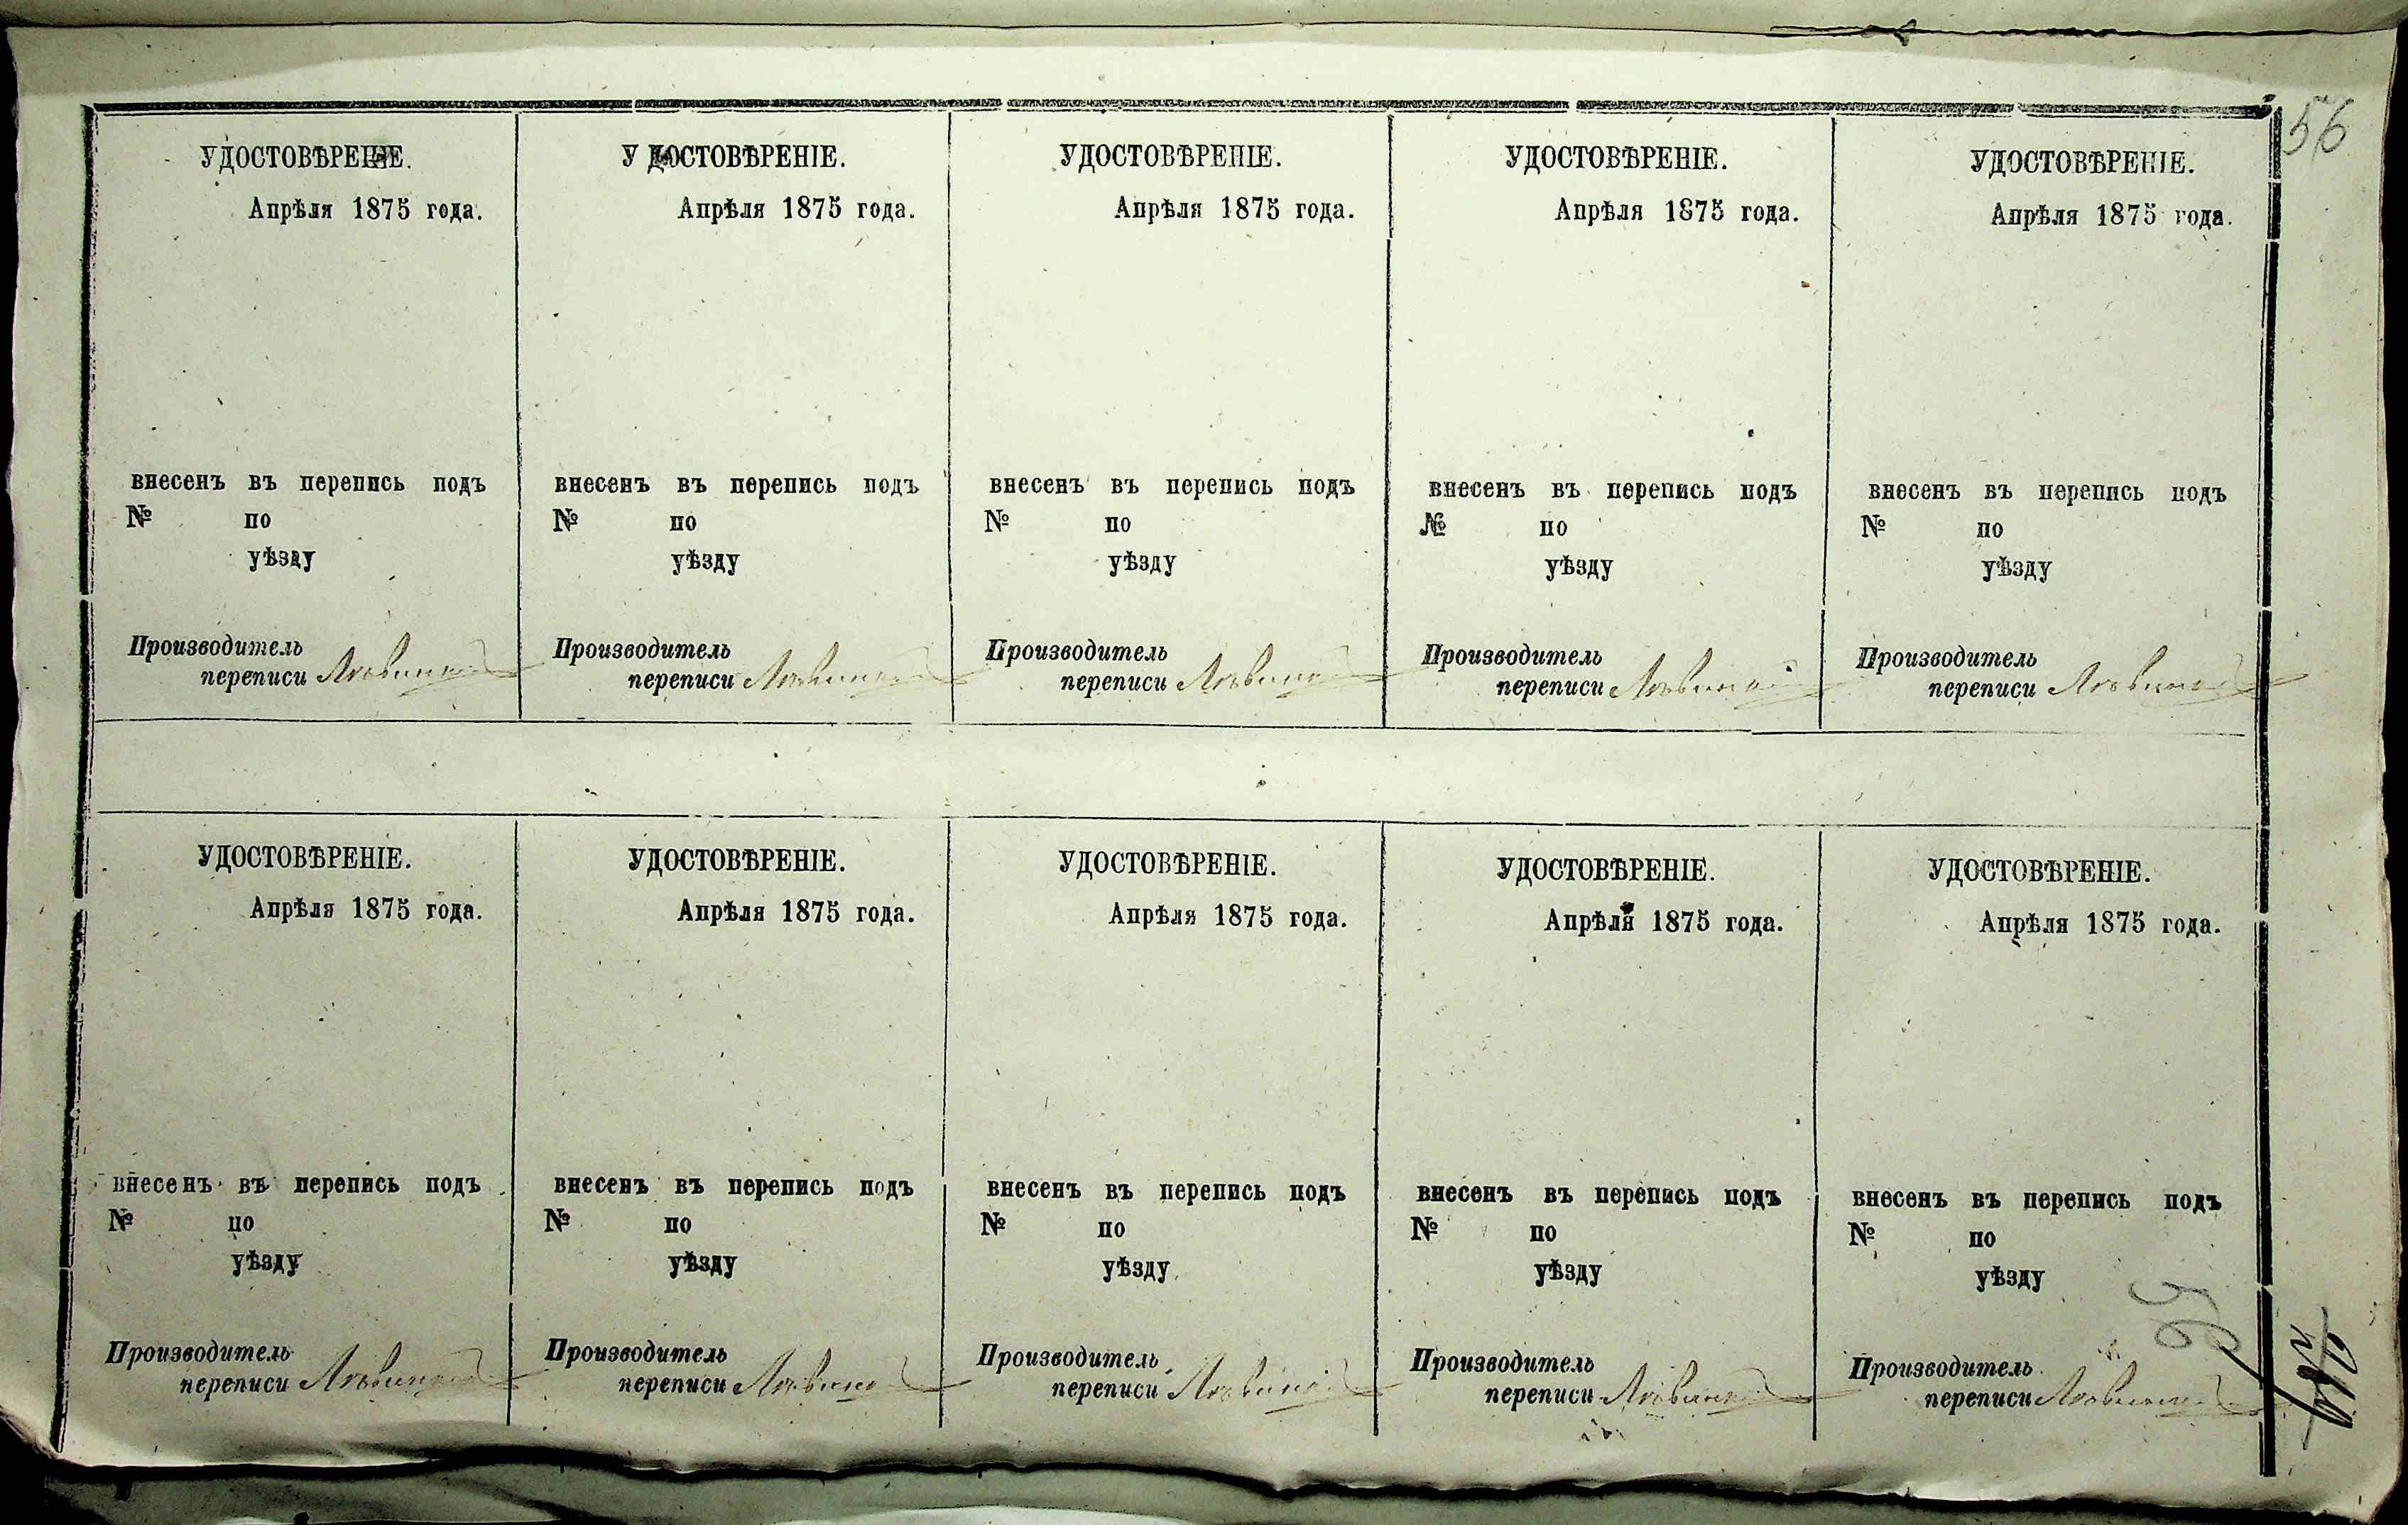 56
УДОСТОВѢРЕНІЕ.
Апрѣля 1875 года.
внесенъ въ перепись подъ
№ по
уѣзду
Производитель
переписи
УДОСТОВѢРЕНІЕ.
Апрѣля 1875 года.
внесенъ въ перепись подъ
№ по
уѣзду
Производитель
переписи
УДОСТОВѢРЕНІЕ.
Апрѣля 1875 года.
внесенъ въ перепись подъ
№ по
уѣзду
Производитель
переписи
УДОСТОВѢРЕНІЕ.
Апрѣля 1875 года.
внесенъ въ перепись подъ
№ по
уѣзду
Производитель
переписи
УДОСТОВѢРЕНІЕ.
Апрѣля 1875 года.
внесенъ въ перепись подъ
№ по
уѣзду
Производитель
переписи
УДОСТОВѢРЕНІЕ.
Апрѣля 1875 года.
внесенъ въ перепись подъ
№ по
уѣзду
Производитель
переписи
УДОСТОВѢРЕНІЕ.
Апрѣля 1875 года.
внесенъ въ перепись подъ
№ по
уѣзду
Производитель
переписи
УДОСТОВѢРЕНІЕ.
Апрѣля 1875 года.
внесенъ въ перепись подъ
№ по
уѣзду
Производитель
переписи
УДОСТОВѢРЕНІЕ.
Апрѣля 1875 года.
внесенъ въ перепись подъ
№ по
уѣзду
Производитель
переписи
УДОСТОВѢРЕНІЕ.
Апрѣля 1875 года.
внесенъ въ перепись подъ
№ по
уѣзду
Производитель
переписи